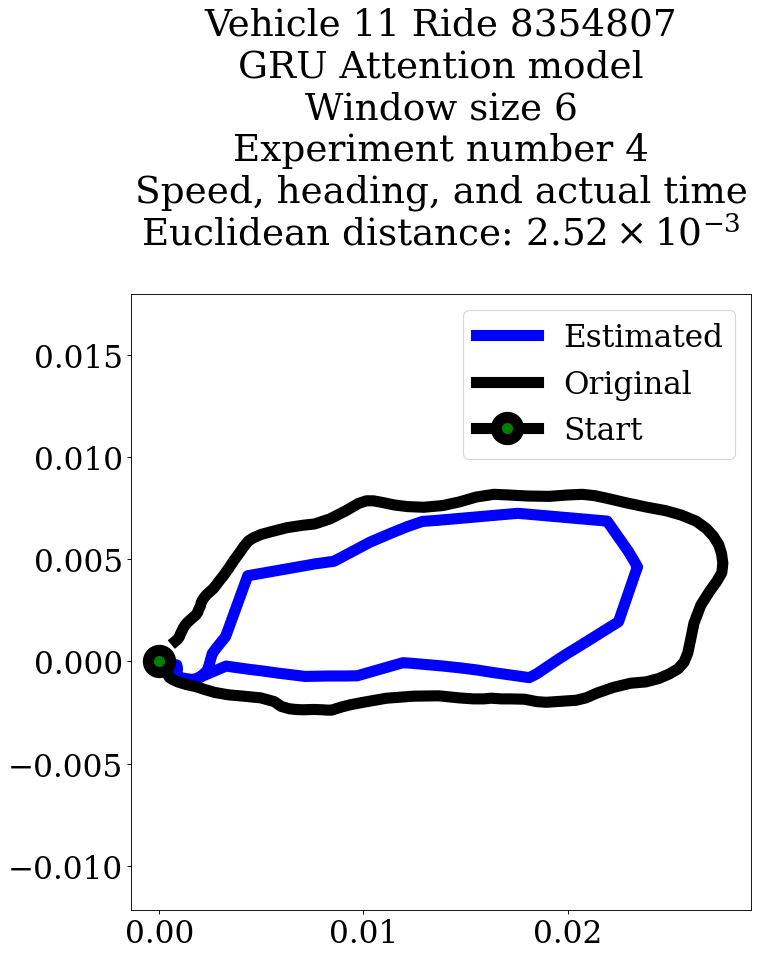 Vehicle 11 Ride 8354807
GRU Attention model
Window size 6
Experiment number 4
Speed, heading, and actual time
Euclidean distance: 2.52 × 10⁻³
Estimated
Original
Start
0.015
0.010
0.005
0.000
−0.005
−0.010
0.00 0.01 0.02